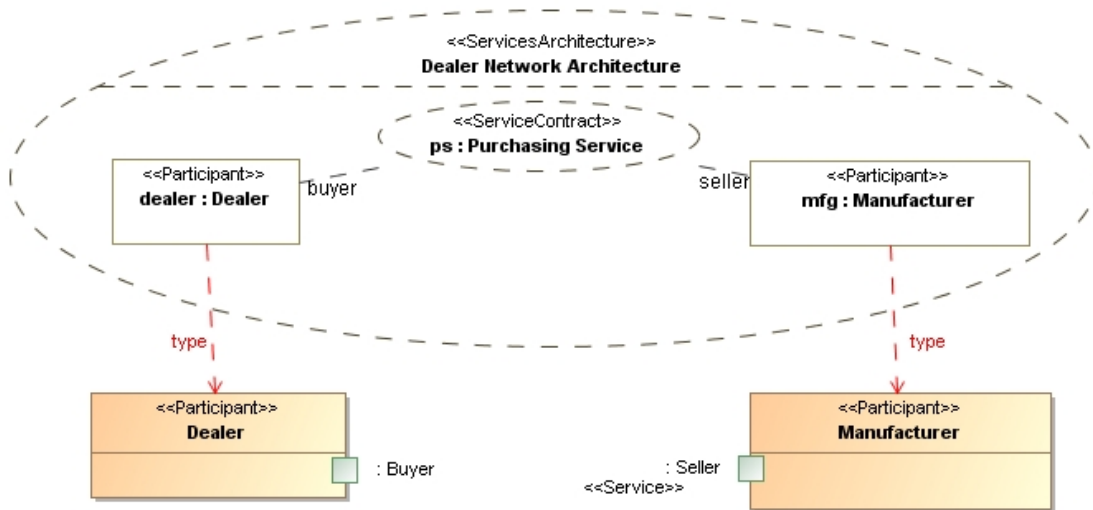 <<ServicesArchitecture>>
Dealer Network Architecture
<<ServiceContract>>
ps : Purchasing Service
<<Participant>>
dealer : Dealer
buyer
seller
<<Participant>>
mfg : Manufacturer
type
type
<<Participant>>
Dealer
: Buyer
: Seller
<<Service>>
<<Participant>>
Manufacturer